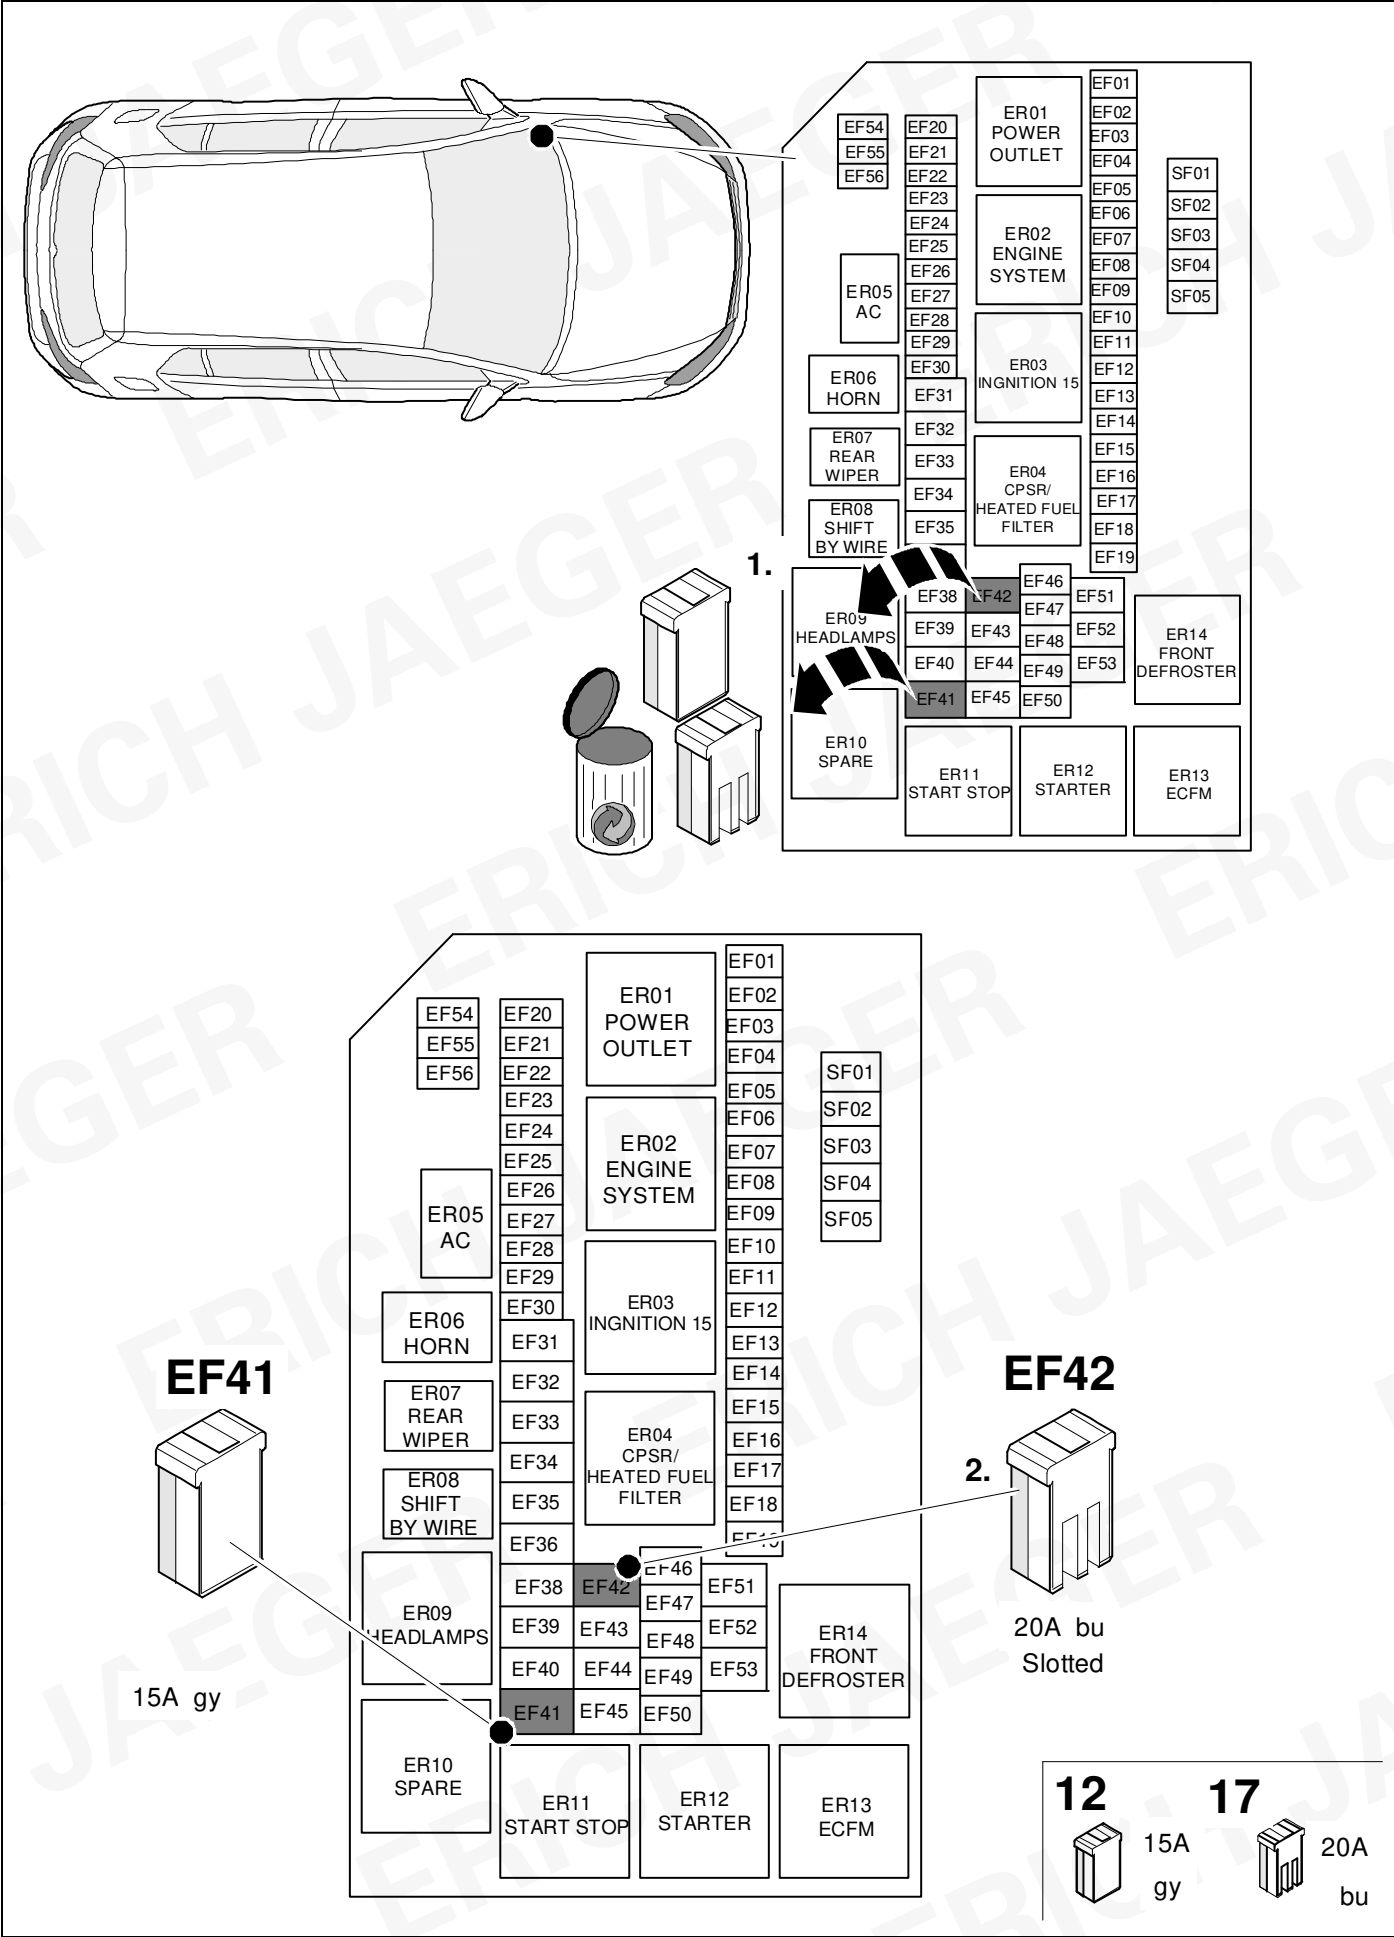 ERICH JAEGER
EF54
EF55
EF56
EF20
EF21
EF22
EF23
EF24
EF25
EF26
EF27
EF28
EF29
EF30
EF31
EF32
EF33
EF34
EF35
ER01
POWER
OUTLET
ER02
ENGINE
SYSTEM
ER03
INGNITION 15
ER04
CPSR/
HEATED FUEL
FILTER
EF01
EF02
EF03
EF04
EF05
EF06
EF07
EF08
EF09
EF10
EF11
EF12
EF13
EF14
EF15
EF16
EF17
EF18
EF19
SF01
SF02
SF03
SF04
SF05
ER05
AC
ER06
HORN
ER07
REAR
WIPER
ER08
SHIFT
BY WIRE
1.
ER09
HEADLAMPS
ER10
SPARE
EF38
EF39
EF40
EF41
EF42
EF43
EF44
EF45
EF46
EF47
EF48
EF49
EF50
EF51
EF52
EF53
ER14
FRONT
DEFROSTER
ER11
START STOP
ER12
STARTER
ER13
ECFM
EF54
EF55
EF56
EF20
EF21
EF22
EF23
EF24
EF25
EF26
EF27
EF28
EF29
EF30
EF31
EF32
EF33
EF34
EF35
EF36
ER01
POWER
OUTLET
ER02
ENGINE
SYSTEM
ER03
INGNITION 15
ER04
CPSR/
HEATED FUEL
FILTER
EF01
EF02
EF03
EF04
EF05
EF06
EF07
EF08
EF09
EF10
EF11
EF12
EF13
EF14
EF15
EF16
EF17
EF18
EF19
SF01
SF02
SF03
SF04
SF05
ER05
AC
ER06
HORN
ER07
REAR
WIPER
ER08
SHIFT
BY WIRE
ER09
HEADLAMPS
ER10
SPARE
EF38
EF39
EF40
EF41
EF42
EF43
EF44
EF45
EF46
EF47
EF48
EF49
EF50
EF51
EF52
EF53
ER14
FRONT
DEFROSTER
ER11
START STOP
ER12
STARTER
ER13
ECFM
EF41
15A gy
EF42
2.
20A bu
Slotted
12
15A
gy
17
20A
bu